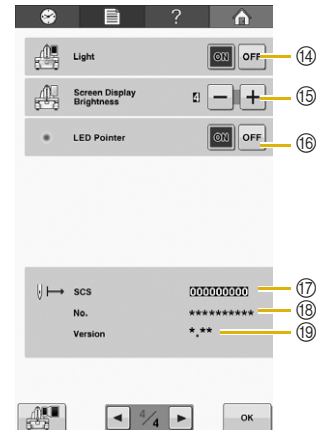 ?
Light ON OFF ⑭
Screen Display
Brightness 4 − + ⑮
LED Pointer ON OFF ⑯
SCS 000000000 ⑰
No. ********** ⑱
Version *.** ⑲
4/4 OK